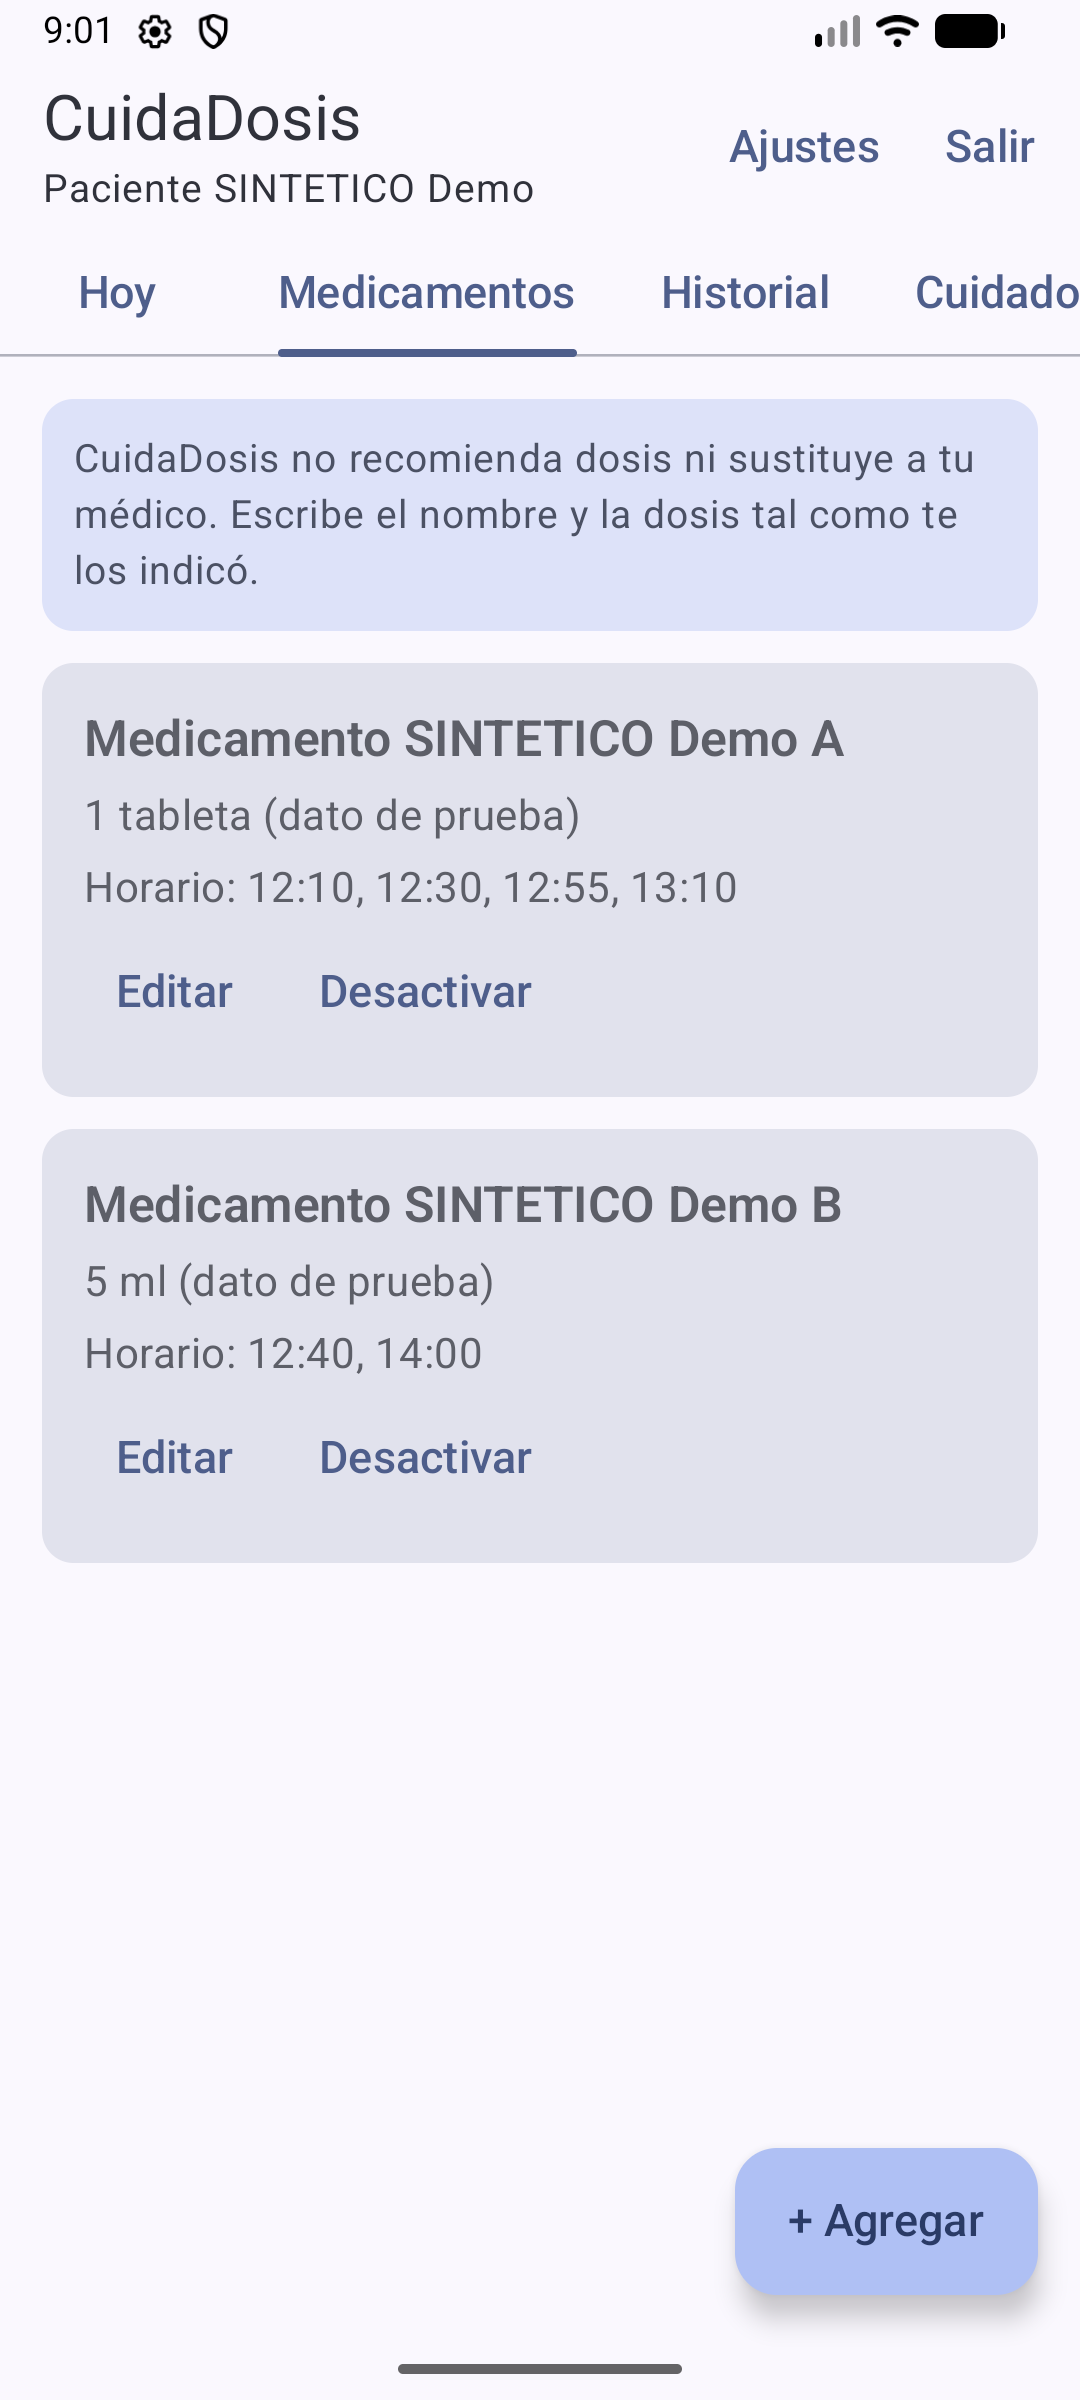 9:01
CuidaDosis
Paciente SINTETICO Demo
Ajustes
Salir
Hoy
Medicamentos
Historial
Cuidado
CuidaDosis no recomienda dosis ni sustituye a tu
médico. Escribe el nombre y la dosis tal como te
los indicó.
Medicamento SINTETICO Demo A
1 tableta (dato de prueba)
Horario: 12:10, 12:30, 12:55, 13:10
Editar
Desactivar
Medicamento SINTETICO Demo B
5 ml (dato de prueba)
Horario: 12:40, 14:00
Editar
Desactivar
+ Agregar